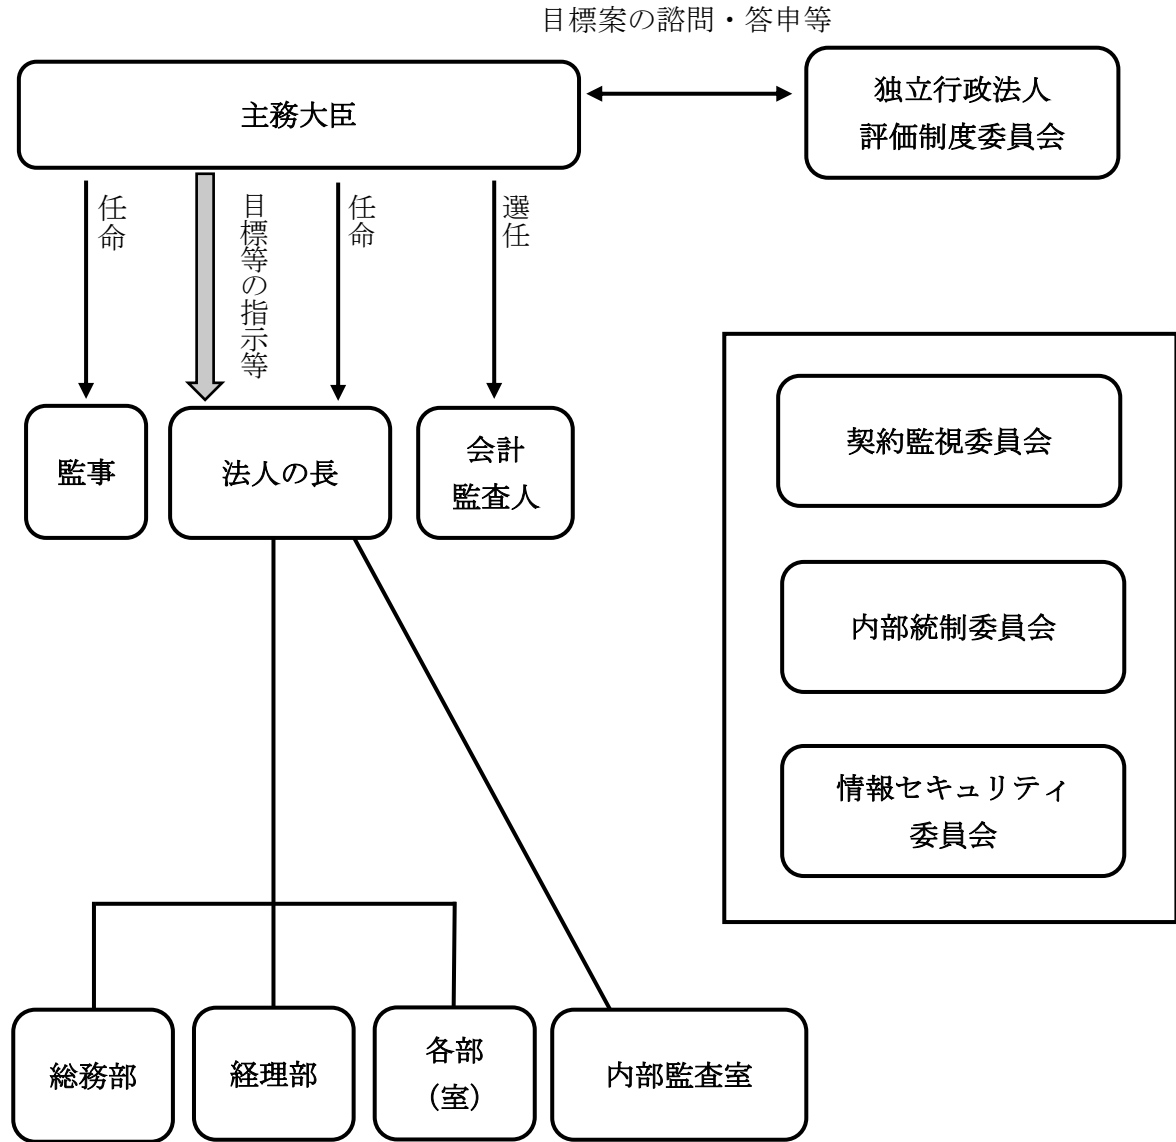 目標案の諮問・答申等
主務大臣
独立行政法人
評価制度委員会
任命
目標等の指示等
任命
選任
監事
法人の長
会計
監査人
契約監視委員会
内部統制委員会
情報セキュリティ
委員会
総務部
経理部
各部
（室）
内部監査室